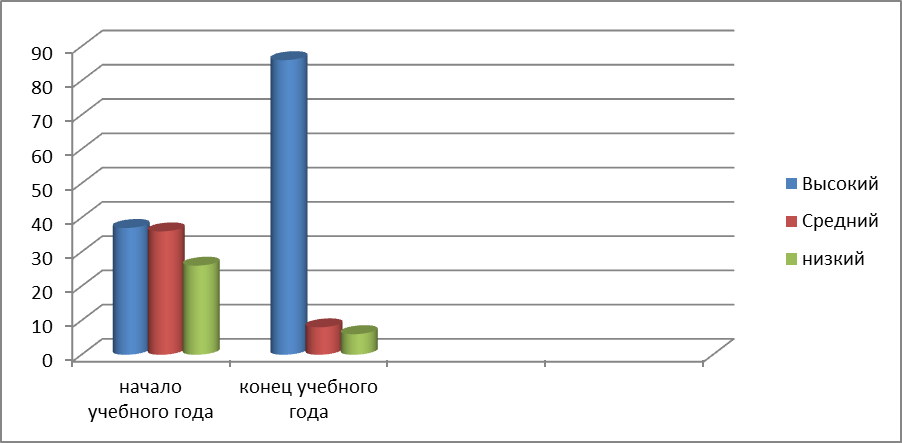 90
80
70
60
50
40
30
20
10
0
начало
учебного года
конец учебного
года
Высокий
Средний
низкий